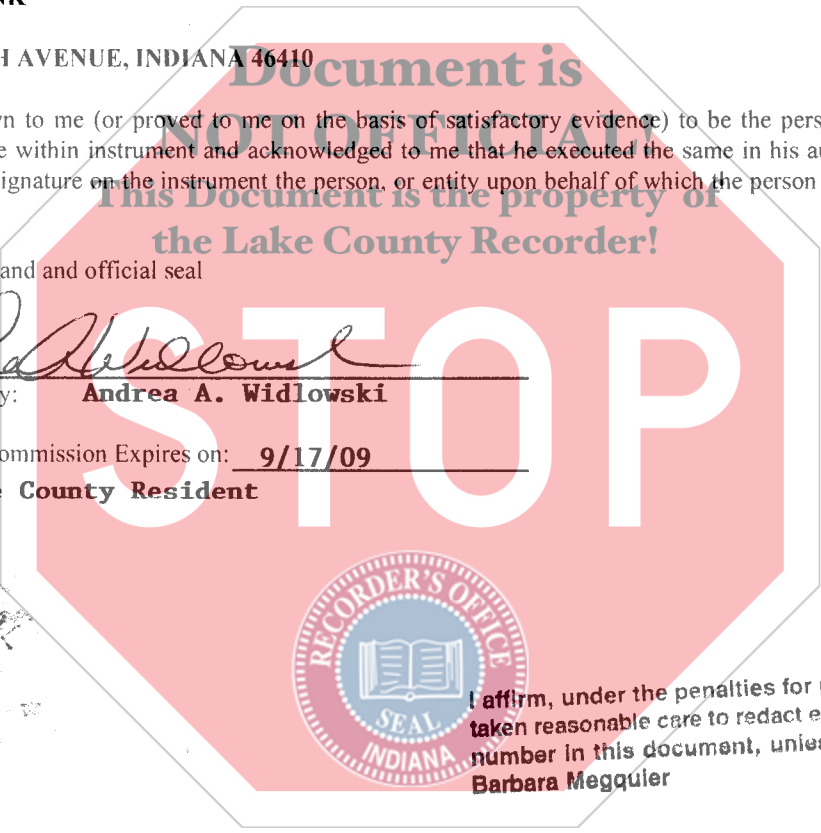 H AVENUE, INDIANA 46410
Document is
n to me (or proved to me on the basis of satisfactory evidence) to be the pers
NOT OFFICIAL!
e within instrument and acknowledged to me that he executed the same in his au
ignature on the instrument the person, or entity upon behalf of which the person
This Document is the property of
the Lake County Recorder!
and and official seal
STOP
y: Andrea A. Widlowski
ommission Expires on: 9/17/09
e County Resident
RECORDER'S OFFICE
SEAL
INDIANA
I affirm, under the penalties for
taken reasonable care to redact e
number in this document, unles
Barbara Megquier